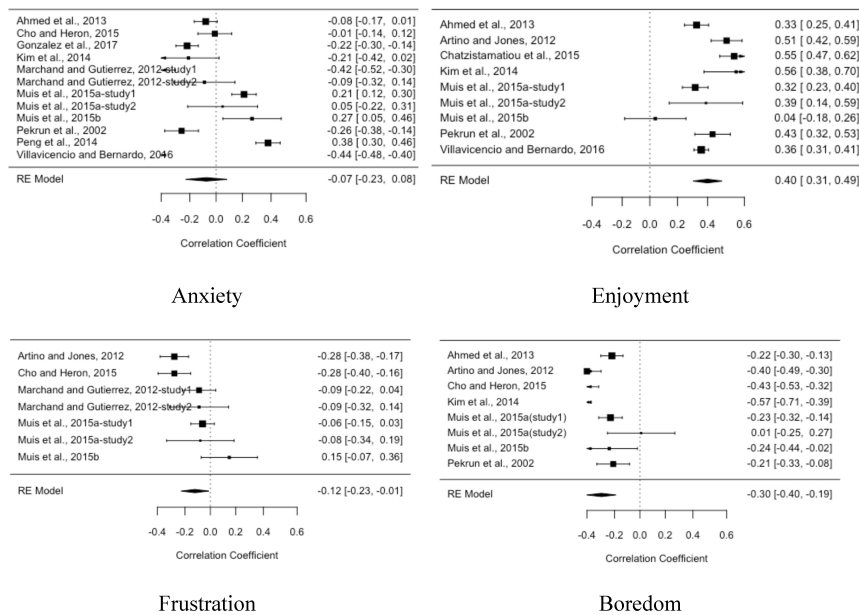 Ahmed et al., 2013 -0.08 [-0.17, 0.01]
Cho and Heron, 2015 -0.01 [-0.14, 0.12]
Gonzalez et al., 2017 -0.22 [-0.30, -0.14]
Kim et al., 2014 -0.21 [-0.42, 0.02]
Marchand and Gutierrez, 2012-study1 -0.42 [-0.52, -0.30]
Marchand and Gutierrez, 2012-study2 -0.09 [-0.32, 0.14]
Muis et al., 2015a-study1 0.21 [ 0.12, 0.30]
Muis et al., 2015a-study2 0.05 [-0.22, 0.31]
Muis et al., 2015b 0.27 [ 0.05, 0.46]
Pekrun et al., 2002 -0.26 [-0.38, -0.14]
Peng et al., 2014 0.38 [ 0.30, 0.46]
Villavicencio and Bernardo, 2016 -0.44 [-0.48, -0.40]
RE Model -0.07 [-0.23, 0.08]
-0.4 -0.2 0.0 0.2 0.4 0.6
Correlation Coefficient
Anxiety
Ahmed et al., 2013 0.33 [ 0.25, 0.41]
Artino and Jones, 2012 0.51 [ 0.42, 0.59]
Chatzistamatiou et al., 2015 0.55 [ 0.47, 0.62]
Kim et al., 2014 0.56 [ 0.38, 0.70]
Muis et al., 2015a-study1 0.32 [ 0.23, 0.40]
Muis et al., 2015a-study2 0.39 [ 0.14, 0.59]
Muis et al., 2015b 0.04 [-0.18, 0.26]
Pekrun et al., 2002 0.43 [ 0.32, 0.53]
Villavicencio and Bernardo, 2016 0.36 [ 0.31, 0.41]
RE Model 0.40 [ 0.31, 0.49]
-0.4 -0.2 0.0 0.2 0.4 0.6
Correlation Coefficient
Enjoyment
Artino and Jones, 2012 -0.28 [-0.38, -0.17]
Cho and Heron, 2015 -0.28 [-0.40, -0.16]
Marchand and Gutierrez, 2012-study1 -0.09 [-0.22, 0.04]
Marchand and Gutierrez, 2012-study2 -0.09 [-0.32, 0.14]
Muis et al., 2015a-study1 -0.06 [-0.15, 0.03]
Muis et al., 2015a-study2 -0.08 [-0.34, 0.19]
Muis et al., 2015b 0.15 [-0.07, 0.36]
RE Model -0.12 [-0.23, -0.01]
-0.4 -0.2 0.0 0.2 0.4 0.6
Correlation Coefficient
Frustration
Ahmed et al., 2013 -0.22 [-0.30, -0.13]
Artino and Jones, 2012 -0.40 [-0.49, -0.30]
Cho and Heron, 2015 -0.43 [-0.53, -0.32]
Kim et al., 2014 -0.57 [-0.71, -0.39]
Muis et al., 2015a(study1) -0.23 [-0.32, -0.14]
Muis et al., 2015a(study2) 0.01 [-0.25, 0.27]
Muis et al., 2015b -0.24 [-0.44, -0.02]
Pekrun et al., 2002 -0.21 [-0.33, -0.08]
RE Model -0.30 [-0.40, -0.19]
-0.4 -0.2 0.0 0.2 0.4 0.6
Correlation Coefficient
Boredom